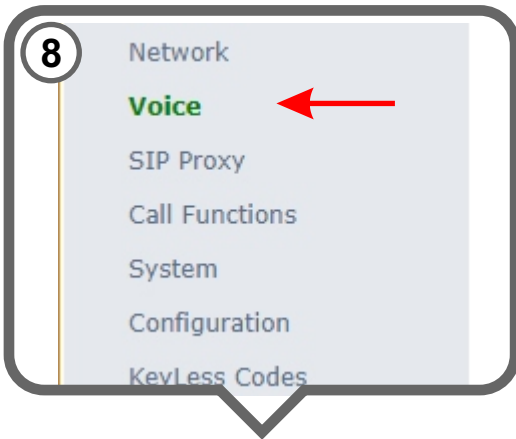 8
Network
Voice
SIP Proxy
Call Functions
System
Configuration
KeyLess Codes